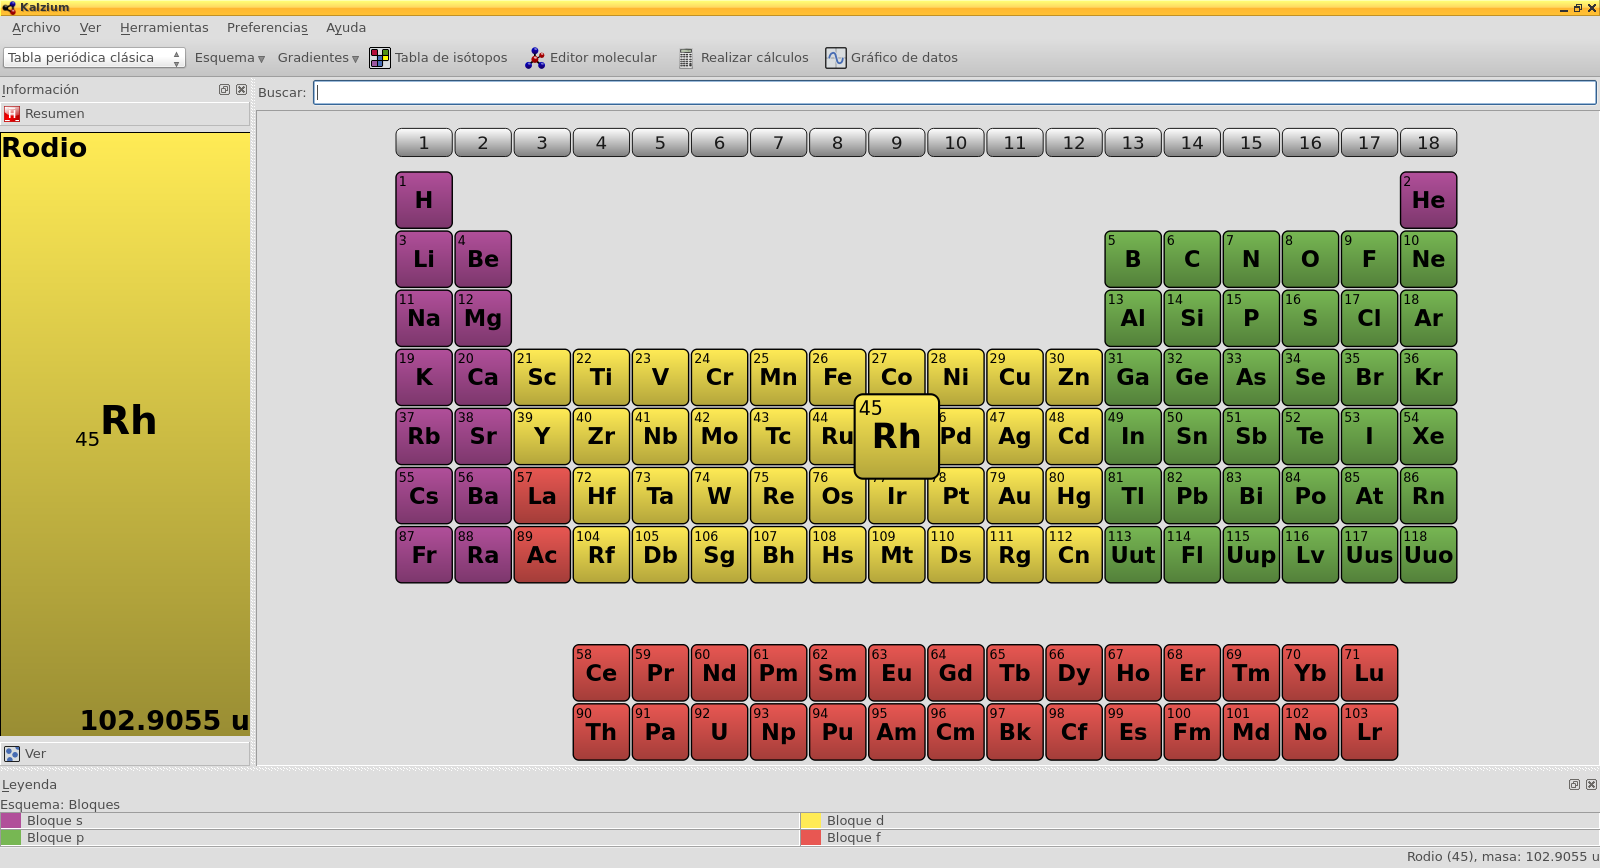 Kalzium
Archivo Ver Herramientas Preferencias Ayuda
Tabla periódica clásica Esquema Gradientes Tabla de isótopos Editor molecular Realizar cálculos Gráfico de datos
Información
Buscar:
Resumen
Rodio
45 Rh
102.9055 u
Ver
1 2 3 4 5 6 7 8 9 10 11 12 13 14 15 16 17 18
1 H 2 He
3 Li 4 Be 5 B 6 C 7 N 8 O 9 F 10 Ne
11 Na 12 Mg 13 Al 14 Si 15 P 16 S 17 Cl 18 Ar
19 K 20 Ca 21 Sc 22 Ti 23 V 24 Cr 25 Mn 26 Fe 27 Co 28 Ni 29 Cu 30 Zn 31 Ga 32 Ge 33 As 34 Se 35 Br 36 Kr
37 Rb 38 Sr 39 Y 40 Zr 41 Nb 42 Mo 43 Tc 44 Ru 45 Rh 6 Pd 47 Ag 48 Cd 49 In 50 Sn 51 Sb 52 Te 53 I 54 Xe
55 Cs 56 Ba 57 La 72 Hf 73 Ta 74 W 75 Re 76 Os Ir 78 Pt 79 Au 80 Hg 81 Tl 82 Pb 83 Bi 84 Po 85 At 86 Rn
87 Fr 88 Ra 89 Ac 104 Rf 105 Db 106 Sg 107 Bh 108 Hs 109 Mt 110 Ds 111 Rg 112 Cn 113 Uut 114 Fl 115 Uup 116 Lv 117 Uus 118 Uuo
58 Ce 59 Pr 60 Nd 61 Pm 62 Sm 63 Eu 64 Gd 65 Tb 66 Dy 67 Ho 68 Er 69 Tm 70 Yb 71 Lu
90 Th 91 Pa 92 U 93 Np 94 Pu 95 Am 96 Cm 97 Bk 98 Cf 99 Es 100 Fm 101 Md 102 No 103 Lr
Leyenda
Esquema: Bloques
Bloque s Bloque d
Bloque p Bloque f
Rodio (45), masa: 102.9055 u